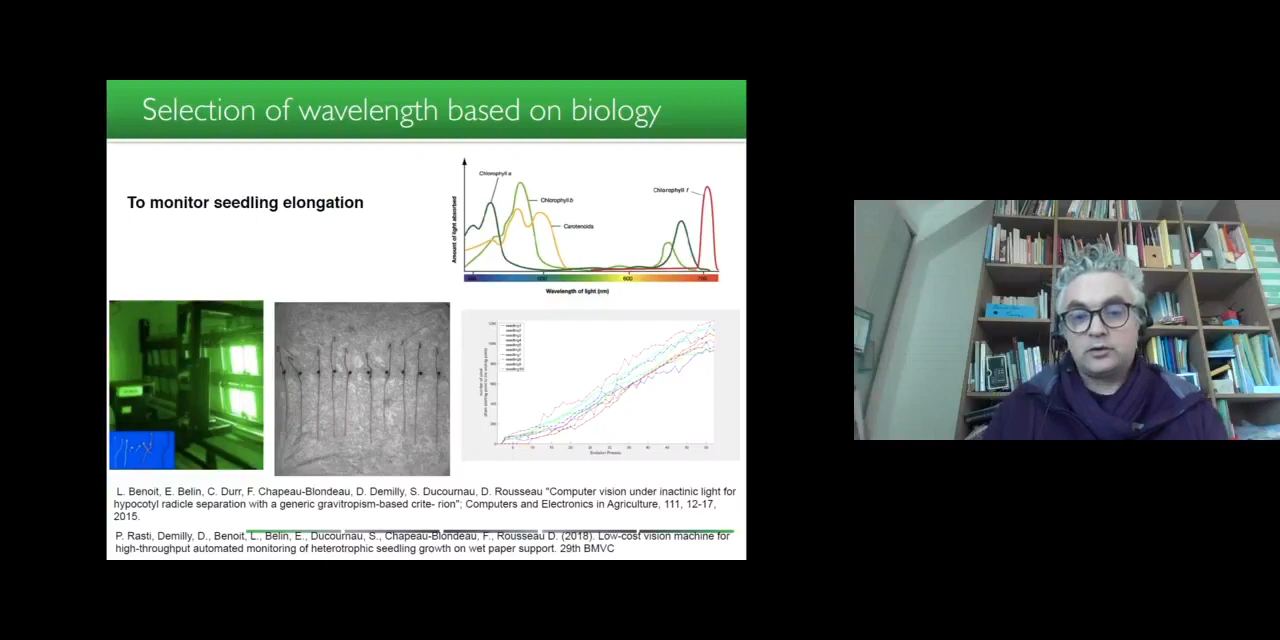 Selection of wavelength based on biology
To monitor seedling elongation
Chlorophyll a
Chlorophyll b
Carotenoids
Chlorophyll f
Amount of light absorbed
600
700
Wavelength of light (nm)
Emission Process
L. Benoit, E. Belin, C. Durr, F. Chapeau-Blondeau, D. Demilly, S. Ducournau, D. Rousseau "Computer vision under inactinic light for
hypocotyl radicle separation with a generic gravitropism-based crite- rion"; Computers and Electronics in Agriculture, 111, 12-17,
2015.
P. Rasti, Demilly, D., Benoit, L., Belin, E., Ducournau, S., Chapeau-Blondeau, F., Rousseau D. (2018). Low-cost vision machine for
high-throughput automated monitoring of heterotrophic seedling growth on wet paper support. 29th BMVC